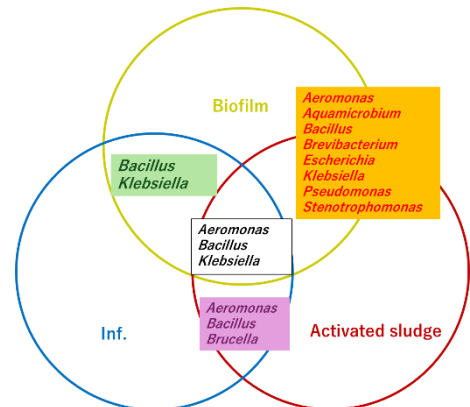 Biofilm
Aeromonas
Aquamicrobium
Bacillus
Brevibacterium
Escherichia
Klebsiella
Pseudomonas
Stenotrophomonas
Bacillus
Klebsiella
Aeromonas
Bacillus
Klebsiella
Aeromonas
Bacillus
Brucella
Inf.
Activated sludge